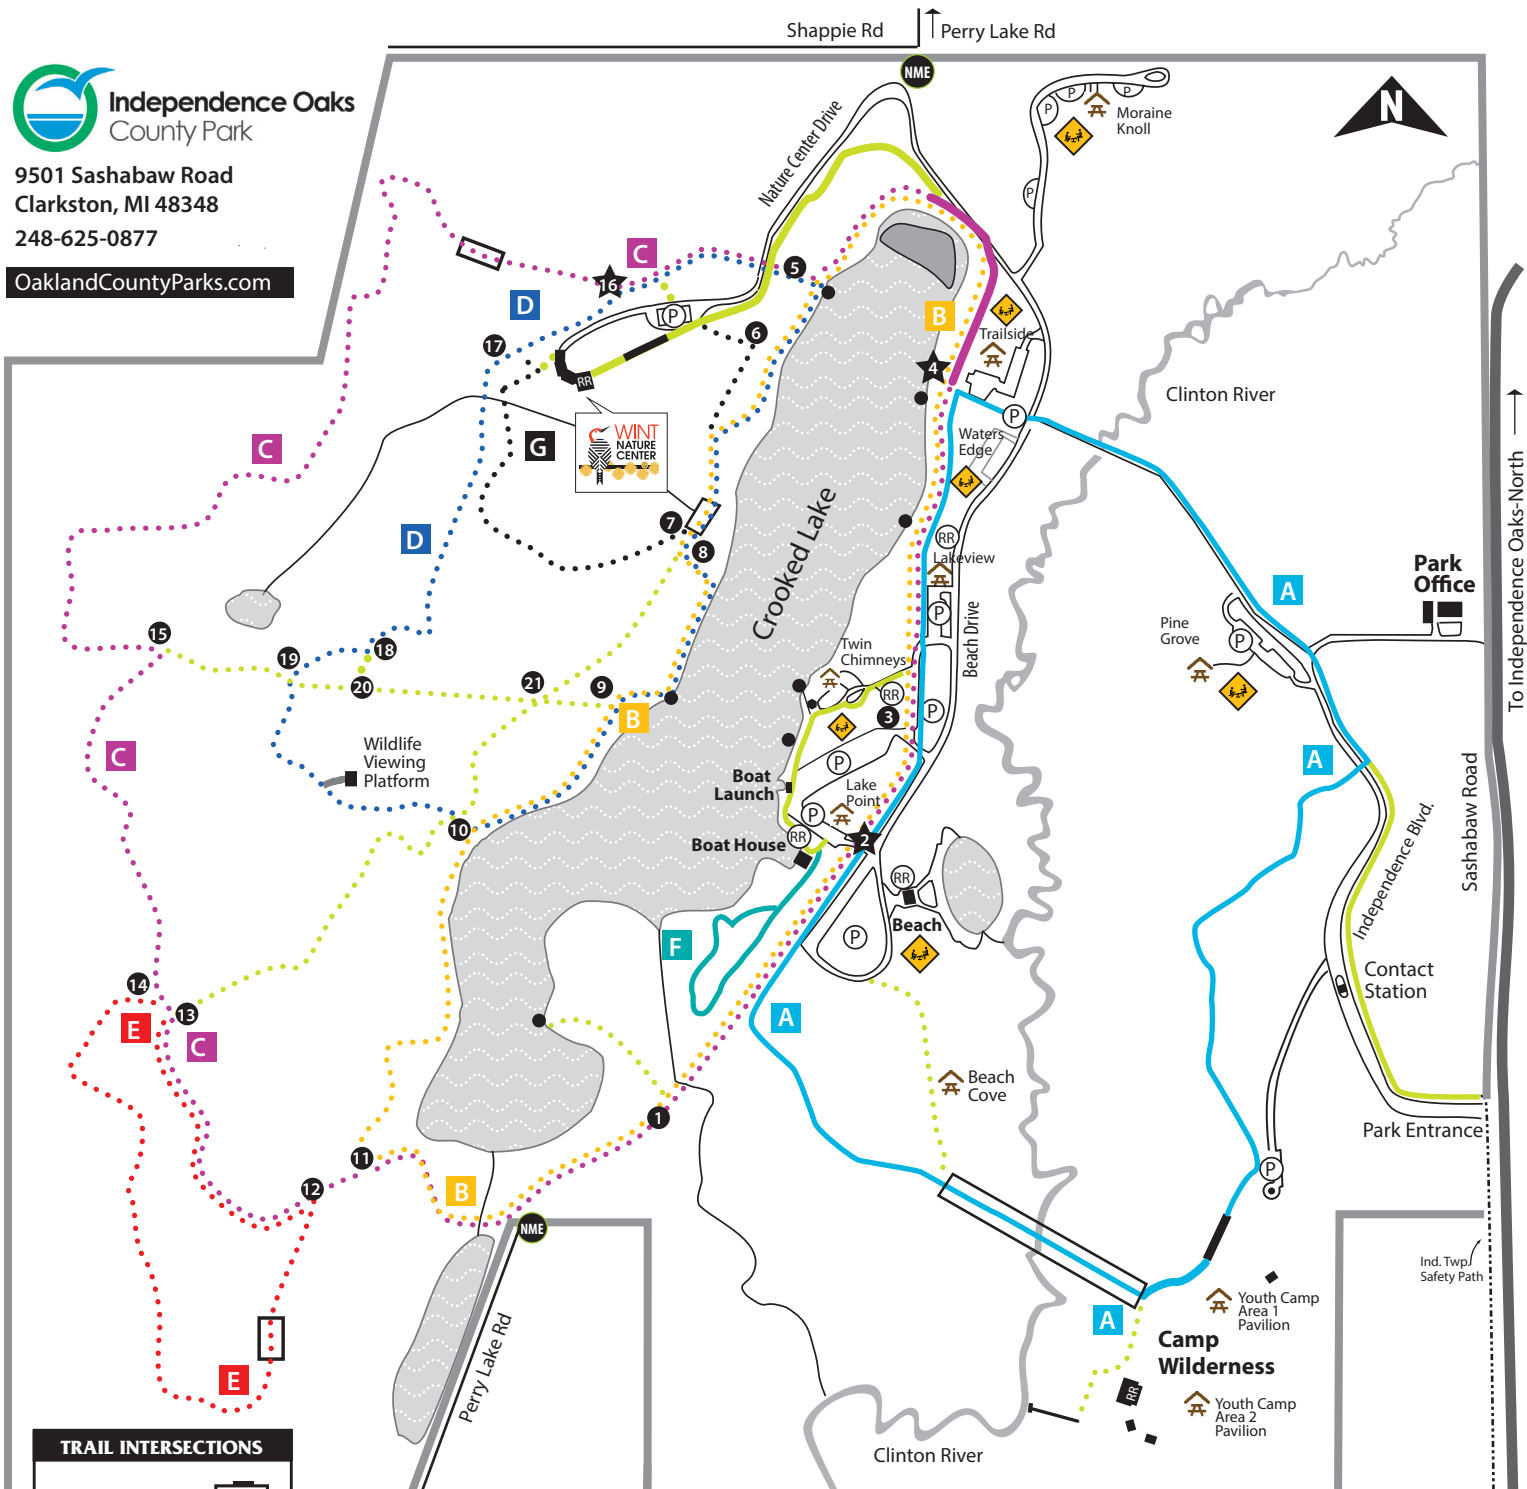 Shappie Rd
Perry Lake Rd
NME
Independence Oaks
County Park
9501 Sashabaw Road
Clarkston, MI 48348
248-625-0877
OaklandCountyParks.com
N
Nature Center Drive
P
P
P
Moraine
Knoll
P
C
16
5
D
P
6
B
Trailside
17
RR
4
Clinton River
C
G
WINT
NATURE
CENTER
P
Waters
Edge
To Independence Oaks-North
D
7
8
Crooked Lake
RR
Lakeview
P
Beach Drive
A
Park
Office
Pine
Grove
P
15
19
18
20
21
9
B
Twin
Chimneys
RR
3
P
C
Wildlife
Viewing
Platform
Boat
Launch
P
Lake
Point
P
A
Independence Blvd.
Sashabaw Road
10
Boat House
RR
2
RR
Beach
P
F
Contact
Station
14
E
13
C
A
Beach
Cove
1
Park Entrance
11
12
B
P
NME
Ind. Twp.
Safety Path
Perry Lake Rd
A
Youth Camp
Area 1
Pavilion
Camp
Wilderness
RR
Youth Camp
Area 2
Pavilion
E
Clinton River
TRAIL INTERSECTIONS